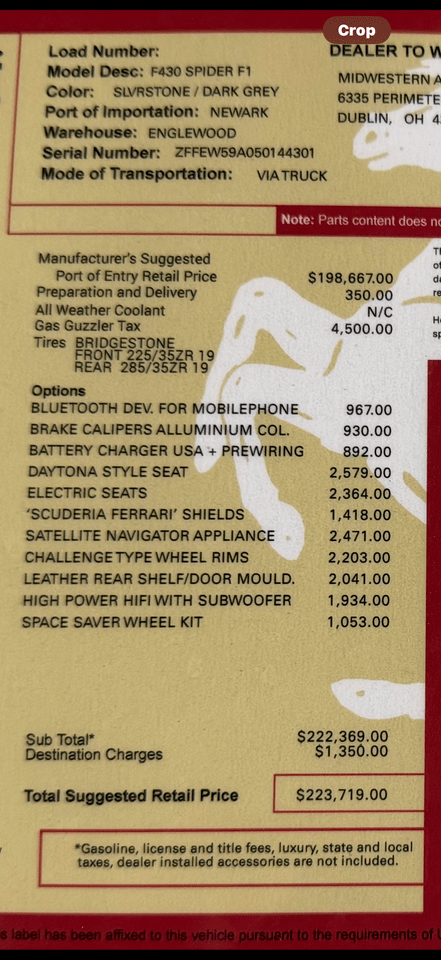 Crop
Load Number:
DEALER TO W
Model Desc: F430 SPIDER F1
MIDWESTERN A
Color: SLVRSTONE / DARK GREY
6335 PERIMETE
Port of Importation: NEWARK
DUBLIN, OH 4
Warehouse: ENGLEWOOD
Serial Number: ZFFEW59A050144301
Mode of Transportation: VIA TRUCK
Note: Parts content does no
Manufacturer's Suggested
Port of Entry Retail Price $198,667.00
Preparation and Delivery 350.00
All Weather Coolant N/C
Gas Guzzler Tax 4,500.00
Tires BRIDGESTONE
FRONT 225/35ZR 19
REAR 285/35ZR 19
Options
BLUETOOTH DEV. FOR MOBILEPHONE 967.00
BRAKE CALIPERS ALLUMINIUM COL. 930.00
BATTERY CHARGER USA + PREWIRING 892.00
DAYTONA STYLE SEAT 2,579.00
ELECTRIC SEATS 2,364.00
'SCUDERIA FERRARI' SHIELDS 1,418.00
SATELLITE NAVIGATOR APPLIANCE 2,471.00
CHALLENGE TYPE WHEEL RIMS 2,203.00
LEATHER REAR SHELF/DOOR MOULD. 2,041.00
HIGH POWER HIFI WITH SUBWOOFER 1,934.00
SPACE SAVER WHEEL KIT 1,053.00
Sub Total* $222,369.00
Destination Charges $1,350.00
Total Suggested Retail Price $223,719.00
*Gasoline, license and title fees, luxury, state and local
taxes, dealer installed accessories are not included.
s label has been affixed to this vehicle pursuant to the requirements of